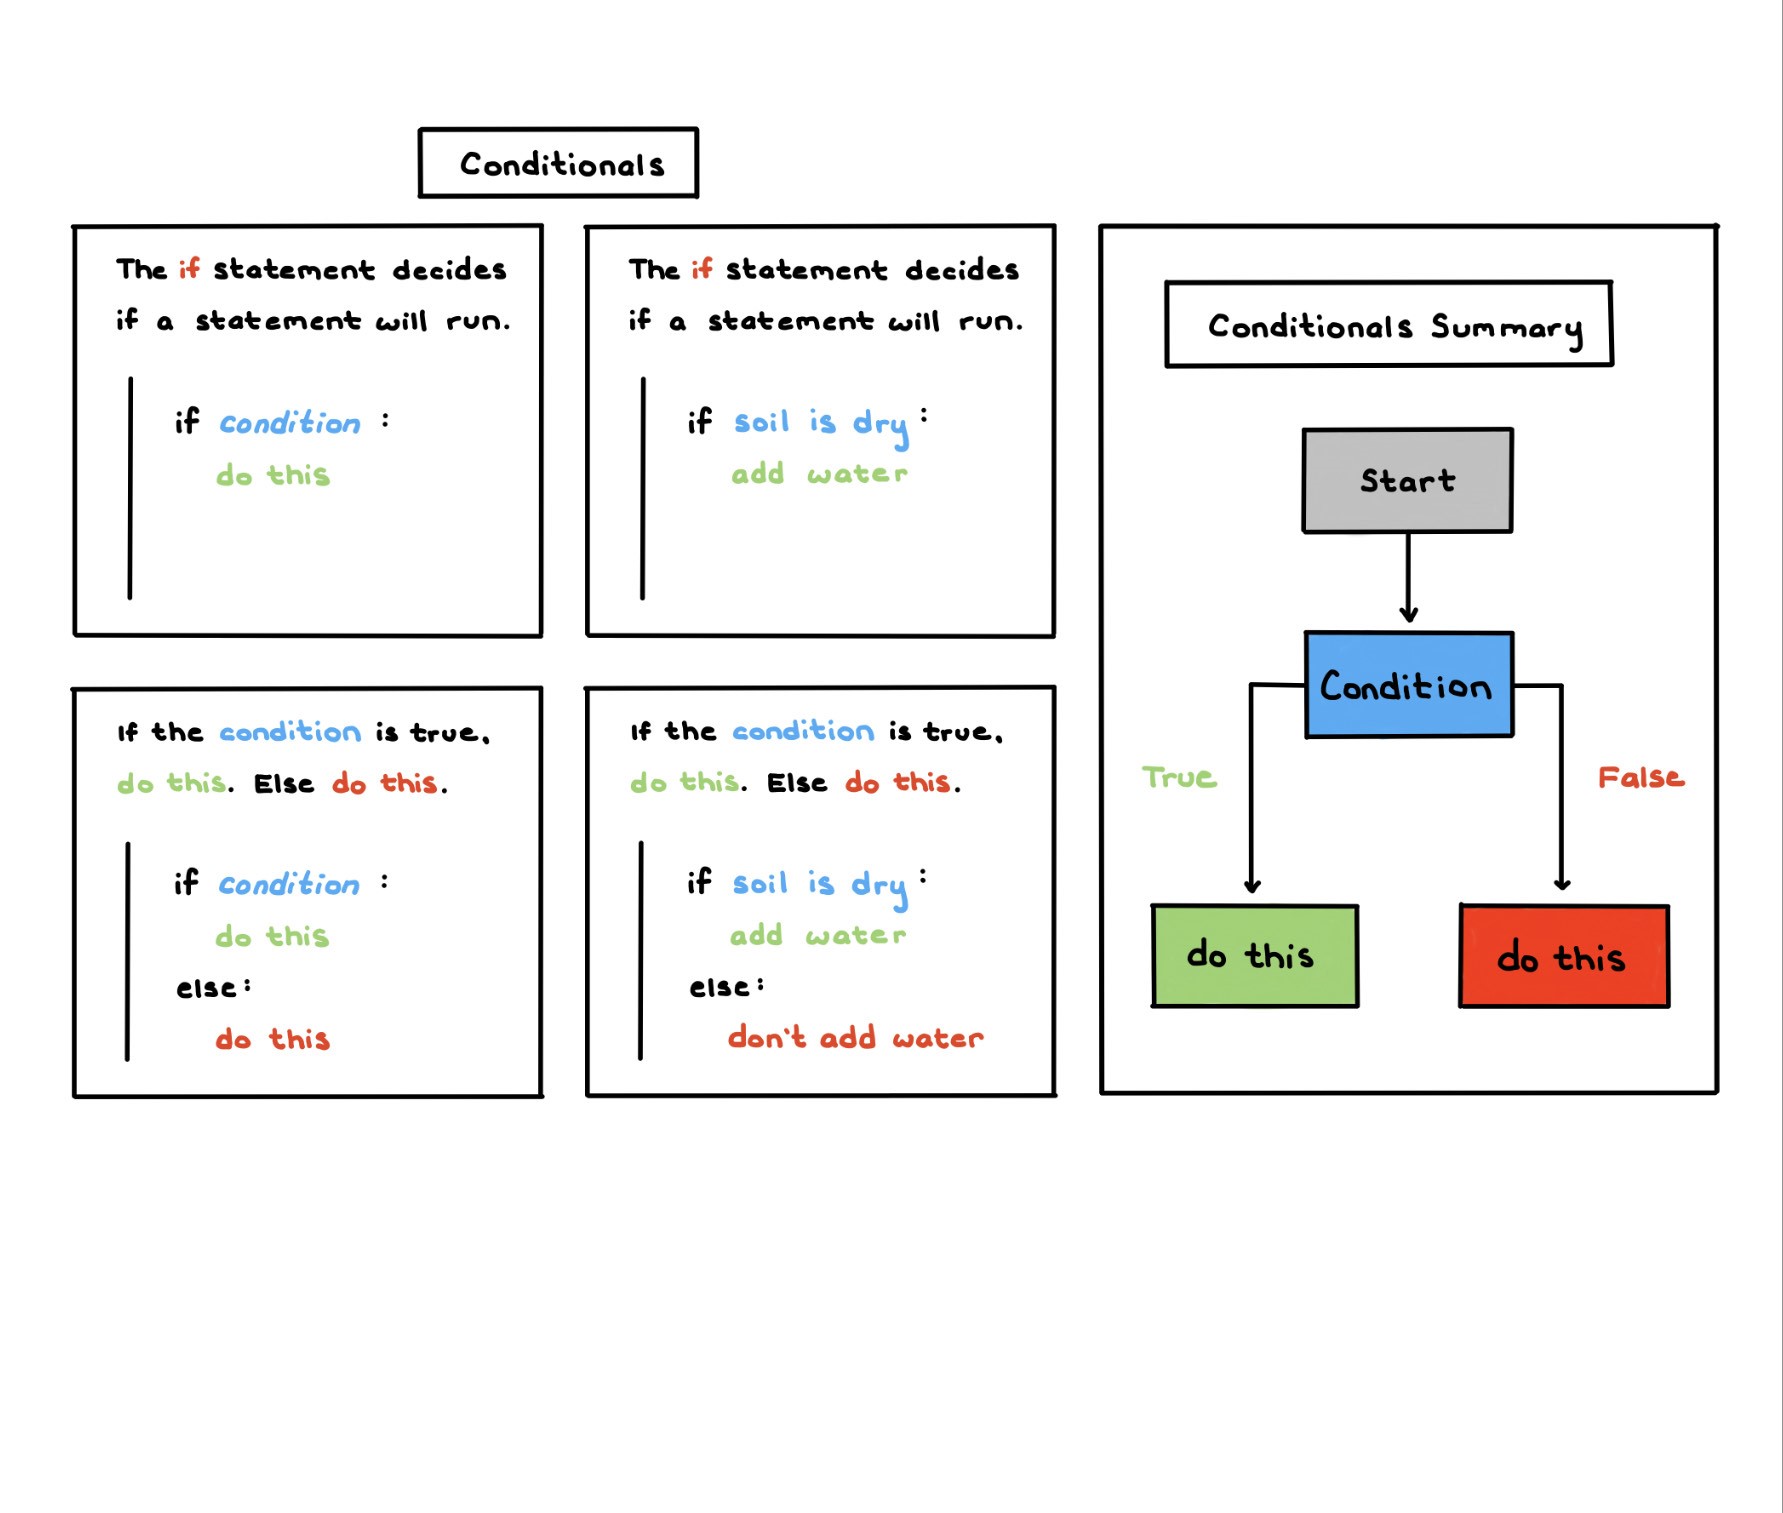 Conditionals
The if statement decides
if a statement will run.
if condition :
do this
The if statement decides
if a statement will run.
if soil is dry :
add water
If the condition is true,
do this. Else do this.
if condition :
do this
else:
do this
If the condition is true,
do this. Else do this.
if soil is dry :
add water
else:
don't add water
Conditionals Summary
Start
Condition
True
False
do this
do this